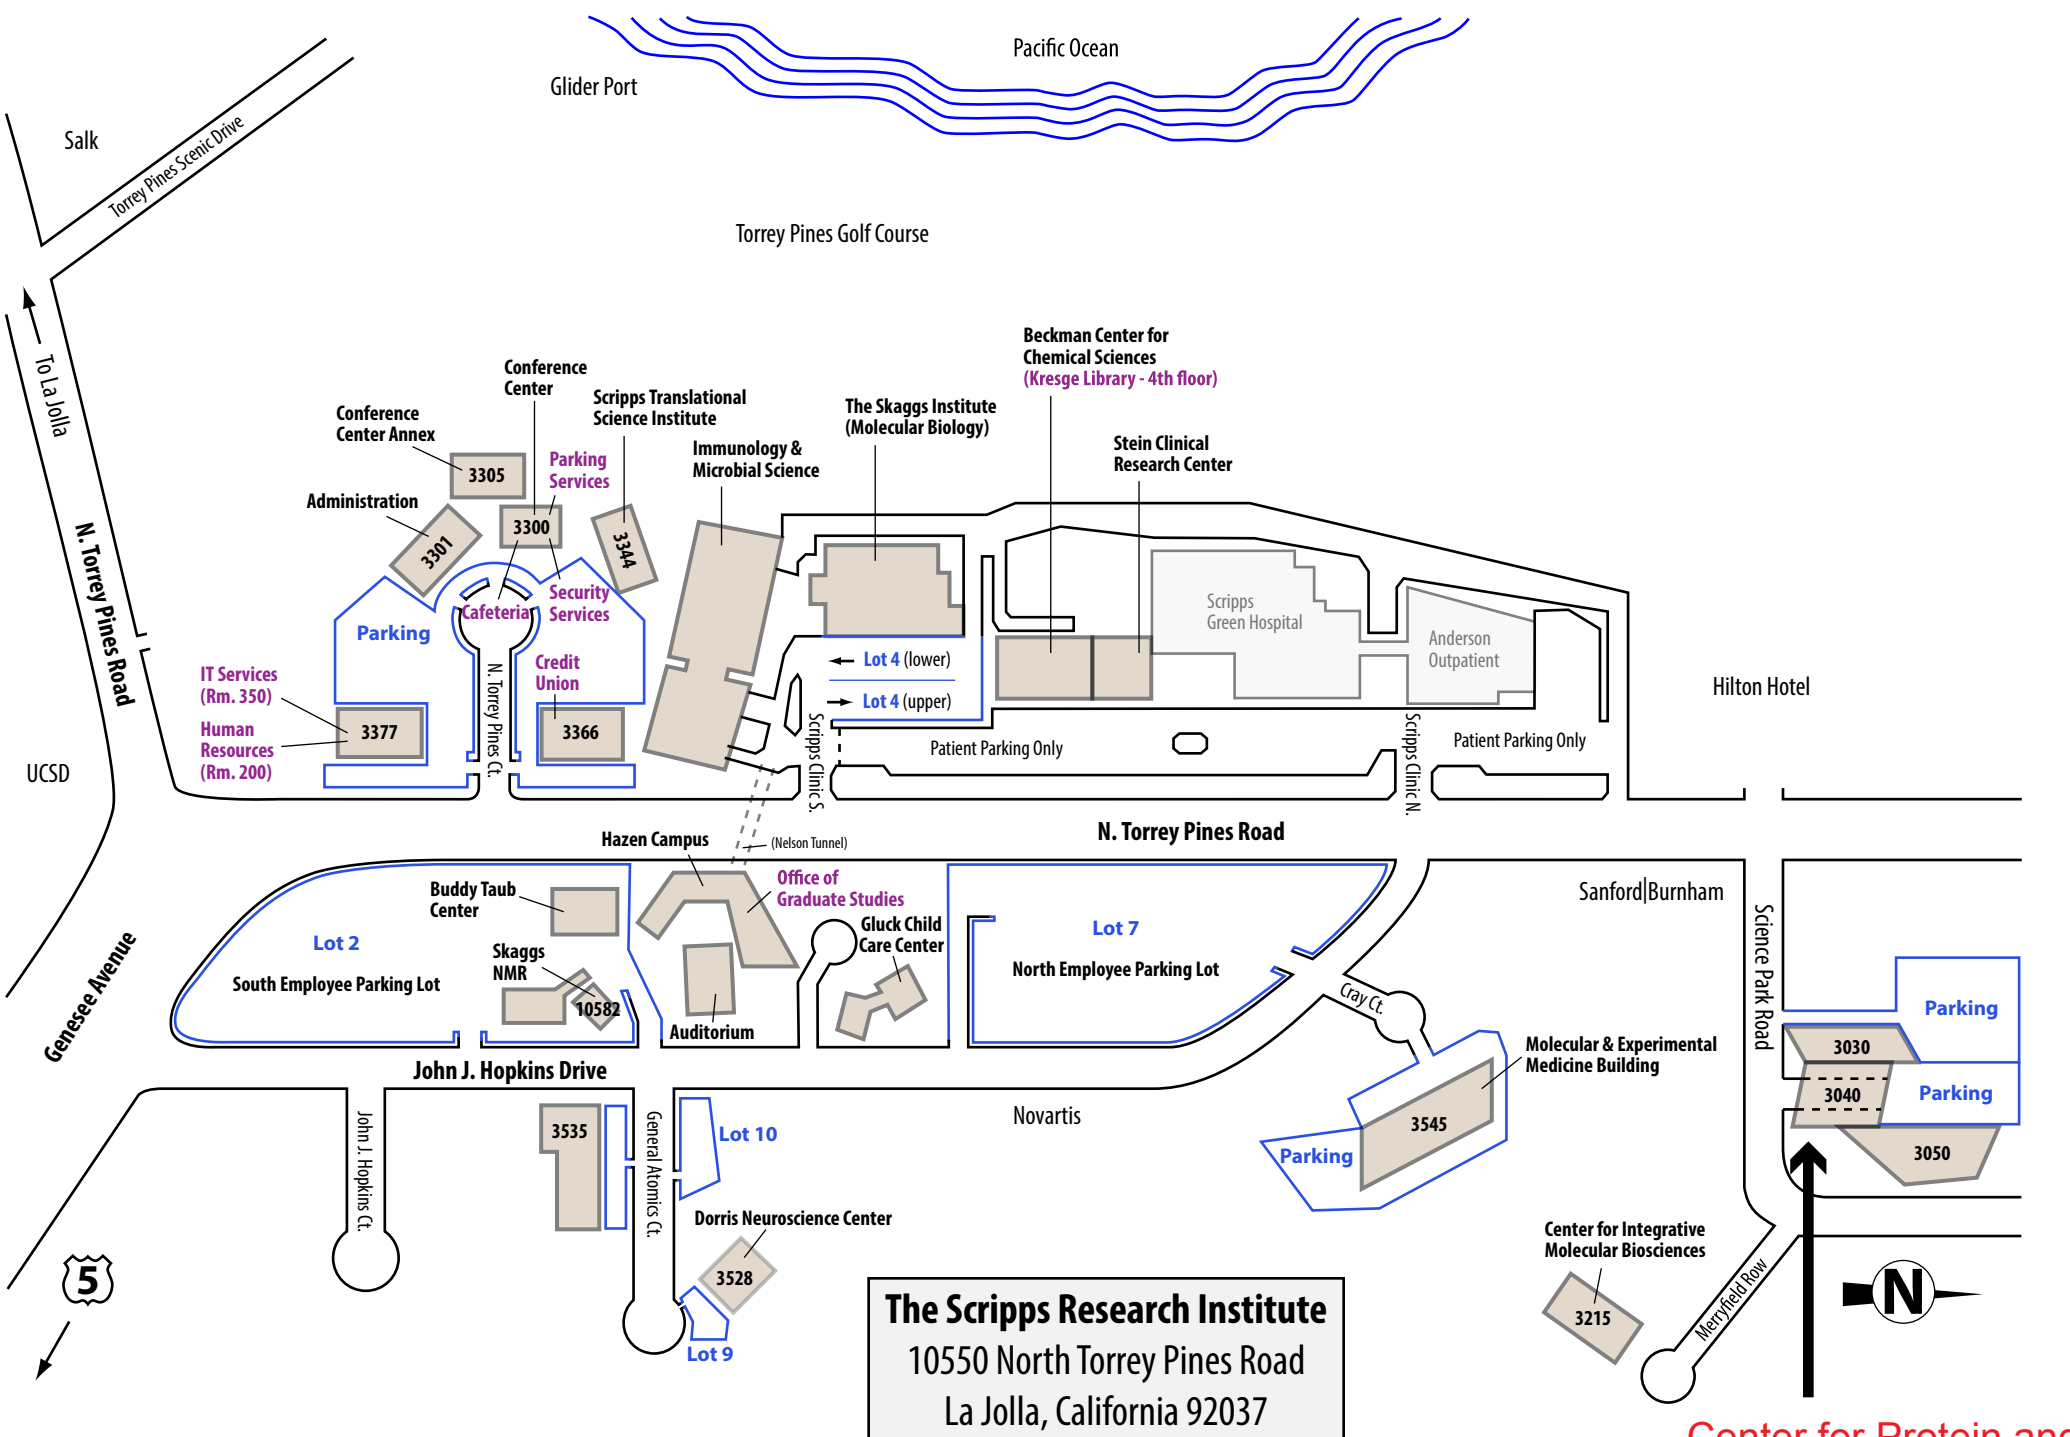 Pacific Ocean
Glider Port
Salk
Torrey Pines Scenic Drive
Torrey Pines Golf Course
To La Jolla
N. Torrey Pines Road
Beckman Center for
Chemical Sciences
(Kresge Library - 4th floor)
Conference
Center
Scripps Translational
Science Institute
Conference
Center Annex
The Skaggs Institute
(Molecular Biology)
Immunology &
Microbial Science
Stein Clinical
Research Center
Parking
Services
3305
Administration
3300
3301
3344
Security
Services
Cafeteria
Parking
Scripps
Green Hospital
Anderson
Outpatient
IT Services
(Rm. 350)
Credit
Union
Lot 4 (lower)
Lot 4 (upper)
Hilton Hotel
Human
Resources
(Rm. 200)
3377
N. Torrey Pines Ct.
3366
Scripps Clinic S.
Patient Parking Only
Scripps Clinic N.
Patient Parking Only
UCSD
N. Torrey Pines Road
Hazen Campus
(Nelson Tunnel)
Office of
Graduate Studies
Buddy Taub
Center
Gluck Child
Care Center
Sanford|Burnham
Lot 2
South Employee Parking Lot
Skaggs
NMR
10582
Auditorium
Lot 7
North Employee Parking Lot
Cray Ct.
Science Park Road
Parking
Genesee Avenue
John J. Hopkins Drive
Molecular & Experimental
Medicine Building
3030
3040
Parking
3050
John J. Hopkins Ct.
3535
General Atomics Ct.
Lot 10
Novartis
3545
Parking
Dorris Neuroscience Center
3528
Lot 9
Center for Integrative
Molecular Biosciences
3215
Merryfield Row
N
5
The Scripps Research Institute
10550 North Torrey Pines Road
La Jolla, California 92037
Center for Protein and